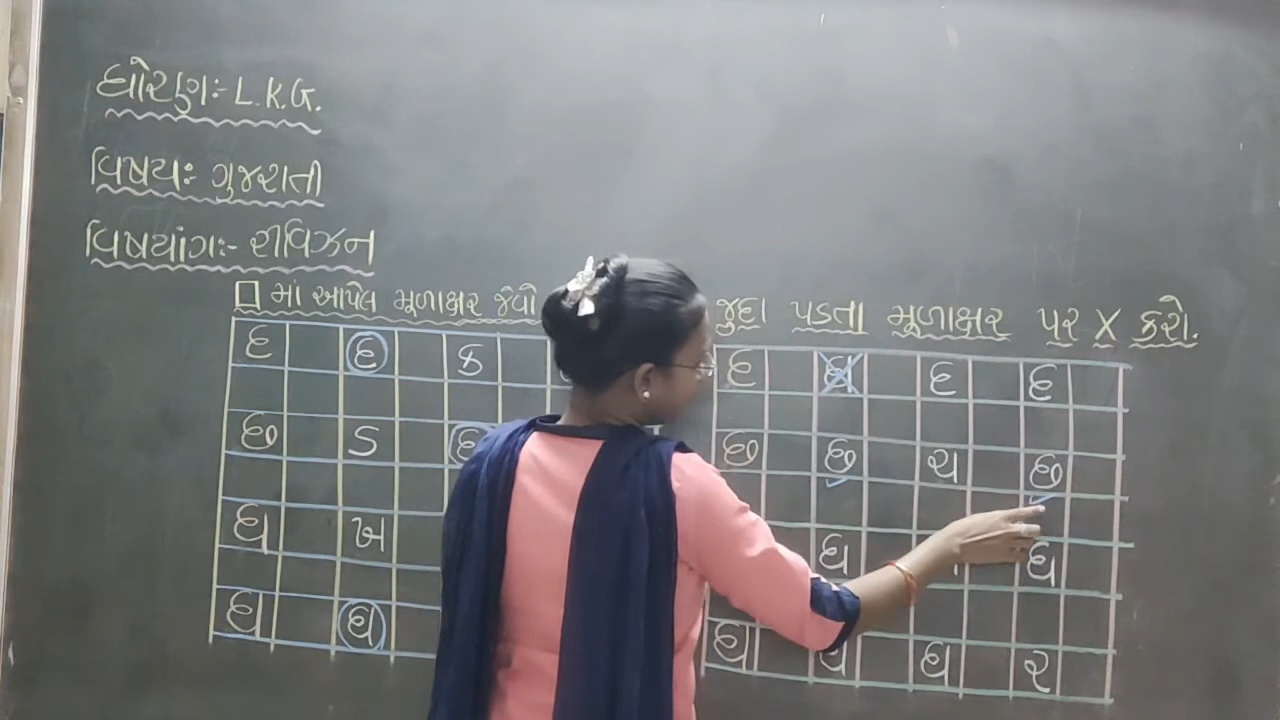 ધોરણ:- L.K.G.
વિષય: ગુજરાતી
વિષયાંગ:- રીવિઝન
□ માં આપેલ મૂળાક્ષર જેવો જુદા પડતા મૂળાક્ષર પર X કરો.
દ દ ક દ ઘ દ દ
છ ડ છ છ ચ છ
ઘ ખ ઘ ઘ
ઘ ઘ ઘ ઘ ર